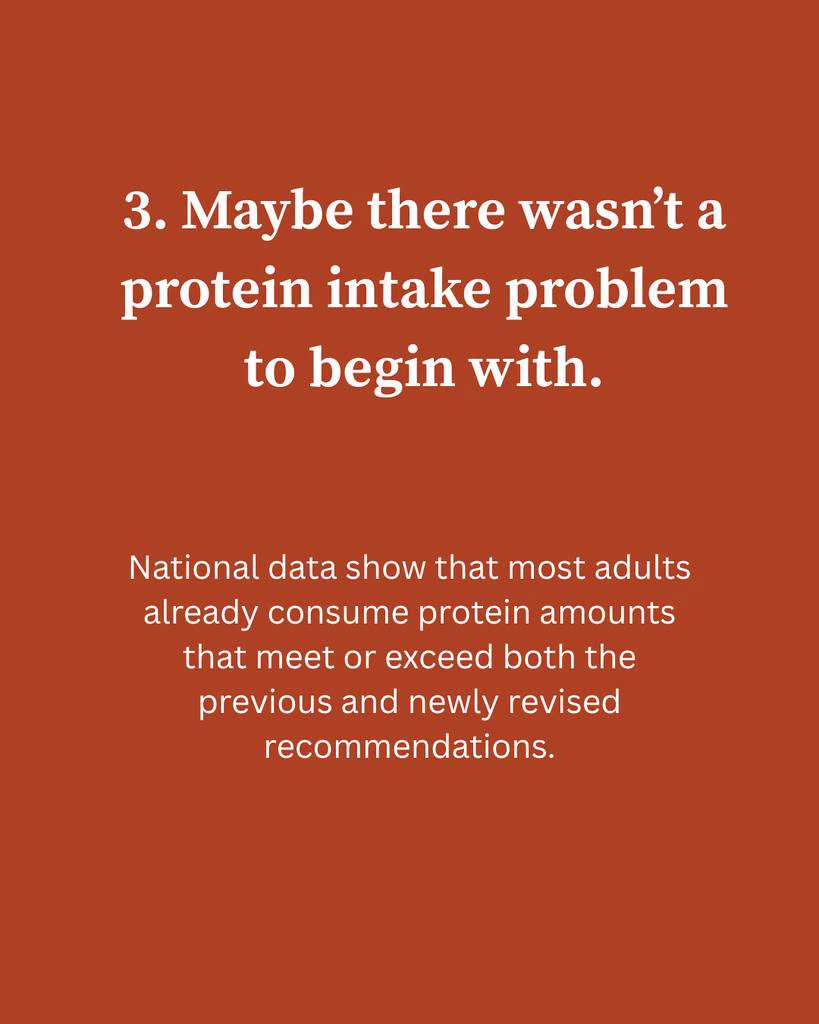 3. Maybe there wasn’t a
protein intake problem
to begin with.
National data show that most adults
already consume protein amounts
that meet or exceed both the
previous and newly revised
recommendations.